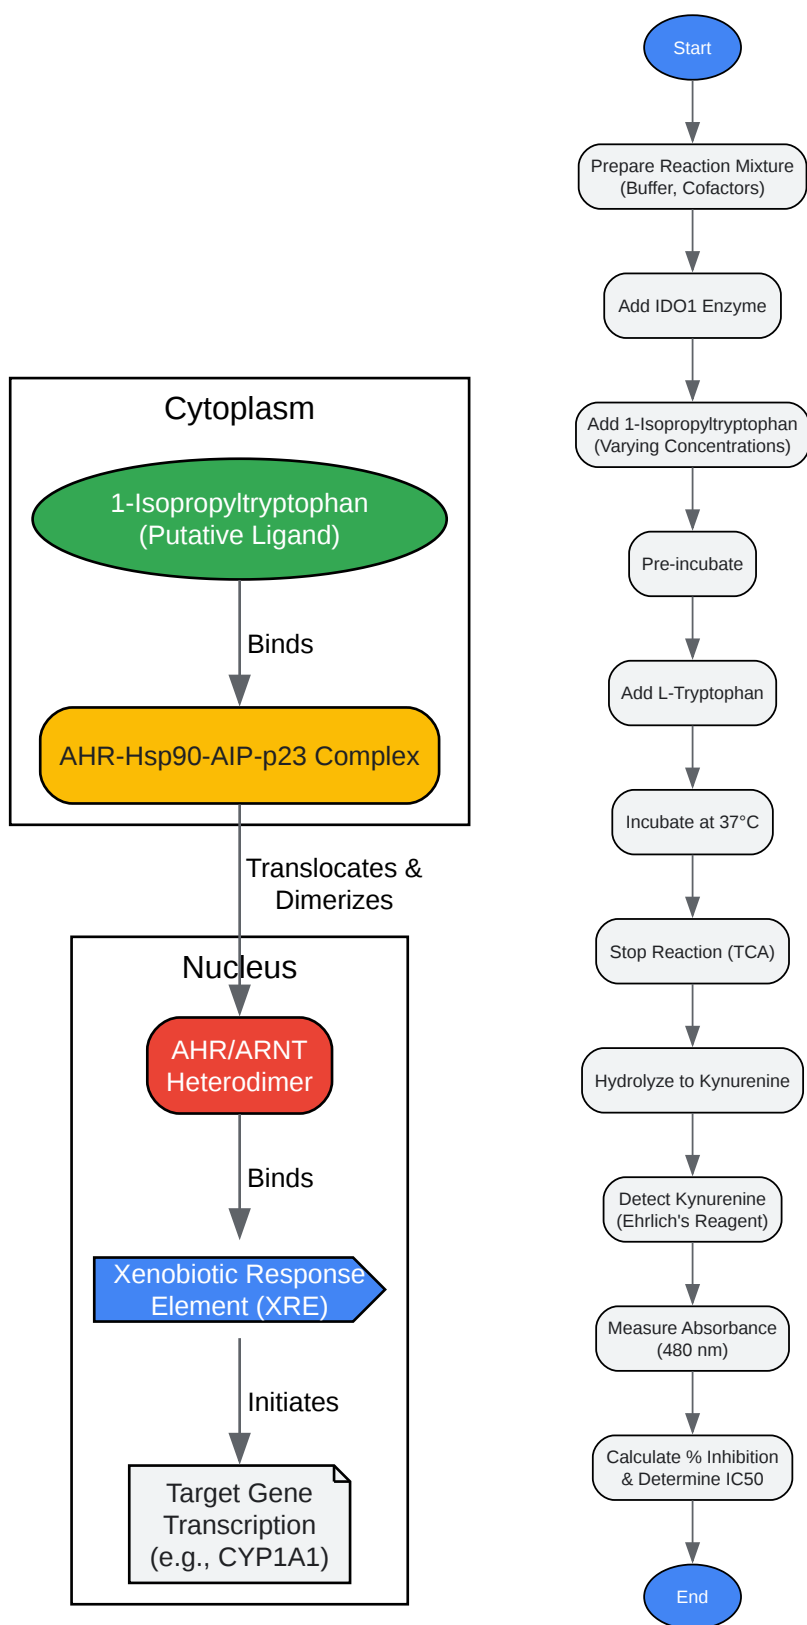 Cytoplasm
1-Isopropyltryptophan
(Putative Ligand)
Binds
AHR-Hsp90-AIP-p23 Complex
Translocates &
Dimerizes
Nucleus
AHR/ARNT
Heterodimer
Binds
Xenobiotic Response
Element (XRE)
Initiates
Target Gene
Transcription
(e.g., CYP1A1)
Start
Prepare Reaction Mixture
(Buffer, Cofactors)
Add IDO1 Enzyme
Add 1-Isopropyltryptophan
(Varying Concentrations)
Pre-incubate
Add L-Tryptophan
Incubate at 37°C
Stop Reaction (TCA)
Hydrolyze to Kynurenine
Detect Kynurenine
(Ehrlich's Reagent)
Measure Absorbance
(480 nm)
Calculate % Inhibition
& Determine IC50
End